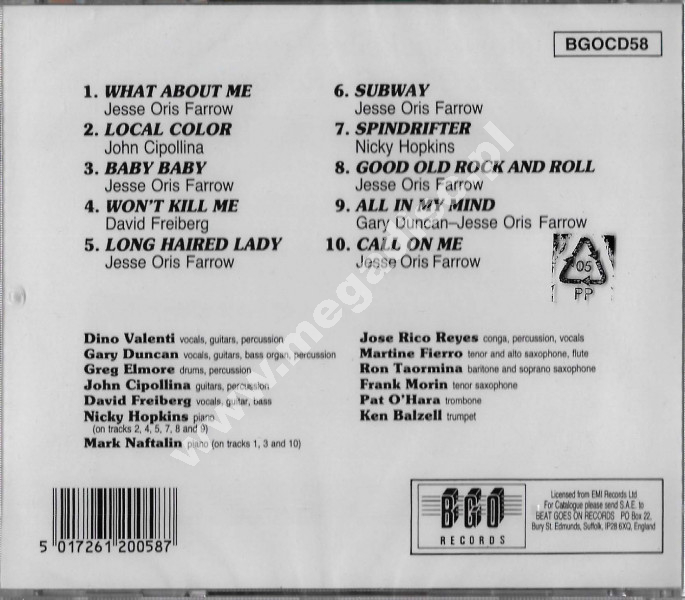 BGOCD58
1. WHAT ABOUT ME
Jesse Oris Farrow
2. LOCAL COLOR
John Cipollina
3. BABY BABY
Jesse Oris Farrow
4. WON'T KILL ME
David Freiberg
5. LONG HAIRED LADY
Jesse Oris Farrow
6. SUBWAY
Jesse Oris Farrow
7. SPINDRIFTER
Nicky Hopkins
8. GOOD OLD ROCK AND ROLL
Jesse Oris Farrow
9. ALL IN MY MIND
Gary Duncan–Jesse Oris Farrow
10. CALL ON ME
Jesse Oris Farrow
05
PP
Dino Valenti vocals, guitars, percussion
Gary Duncan vocals, guitars, bass organ, percussion
Greg Elmore drums, percussion
John Cipollina guitars, percussion
David Freiberg vocals, guitar, bass
Nicky Hopkins piano
(on tracks 2, 4, 5, 7, 8 and 9)
Mark Naftalin piano (on tracks 1, 3 and 10)
Jose Rico Reyes conga, percussion, vocals
Martine Fierro tenor and alto saxophone, flute
Ron Taormina baritone and soprano saxophone
Frank Morin tenor saxophone
Pat O'Hara trombone
Ken Balzell trumpet
5 017261 200587
BGO
RECORDS
Licensed from EMI Records Ltd
For Catalogue please send S.A.E. to
BEAT GOES ON RECORDS PO Box 22,
Bury St. Edmunds, Suffolk, IP28 6XQ, England